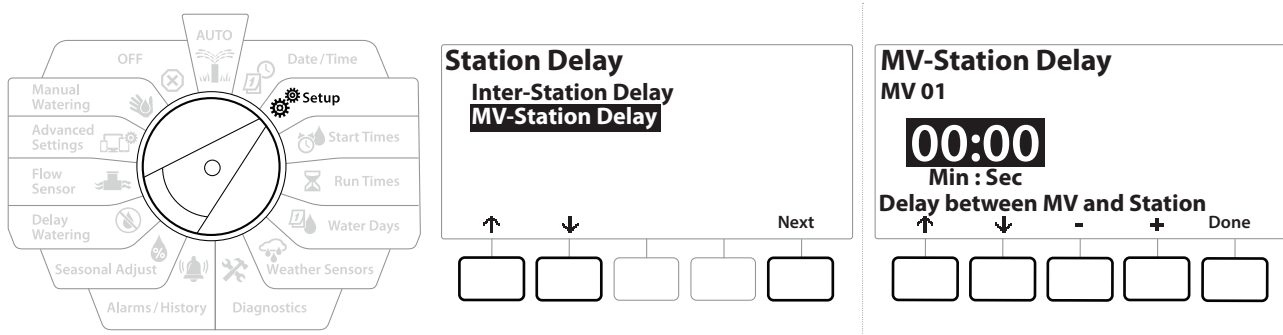 AUTO
OFF
Date / Time
Manual
Watering
Setup
Advanced
Settings
Start Times
Flow
Sensor
Run Times
Delay
Watering
Water Days
Seasonal Adjust
Weather Sensors
Alarms / History
Diagnostics
Station Delay
Inter-Station Delay
MV-Station Delay
Next
MV-Station Delay
MV 01
00:00
Min : Sec
Delay between MV and Station
- + Done